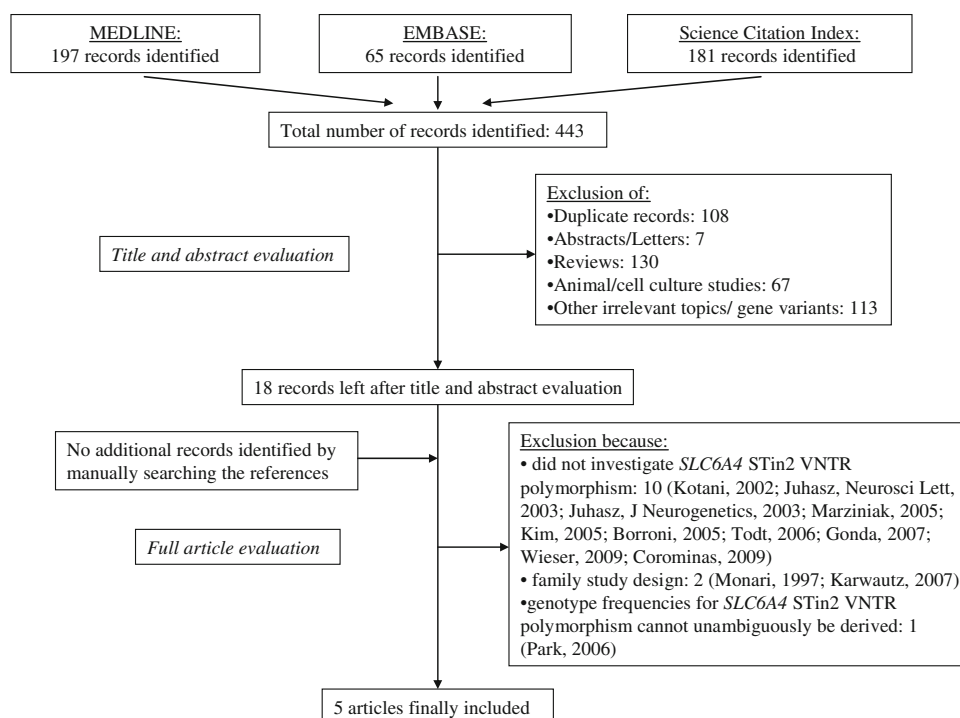 MEDLINE:
197 records identified
EMBASE:
65 records identified
Science Citation Index:
181 records identified
Total number of records identified: 443
Exclusion of:
•Duplicate records: 108
•Abstracts/Letters: 7
•Reviews: 130
•Animal/cell culture studies: 67
•Other irrelevant topics/ gene variants: 113
Title and abstract evaluation
18 records left after title and abstract evaluation
No additional records identified by
manually searching the references
Exclusion because:
• did not investigate SLC6A4 STin2 VNTR
polymorphism: 10 (Kotani, 2002; Juhasz, Neurosci Lett,
2003; Juhasz, J Neurogenetics, 2003; Marziniak, 2005;
Kim, 2005; Borroni, 2005; Todt, 2006; Gonda, 2007;
Wieser, 2009; Corominas, 2009)
• family study design: 2 (Monari, 1997; Karwautz, 2007)
•genotype frequencies for SLC6A4 STin2 VNTR
polymorphism cannot unambiguously be derived: 1
(Park, 2006)
Full article evaluation
5 articles finally included